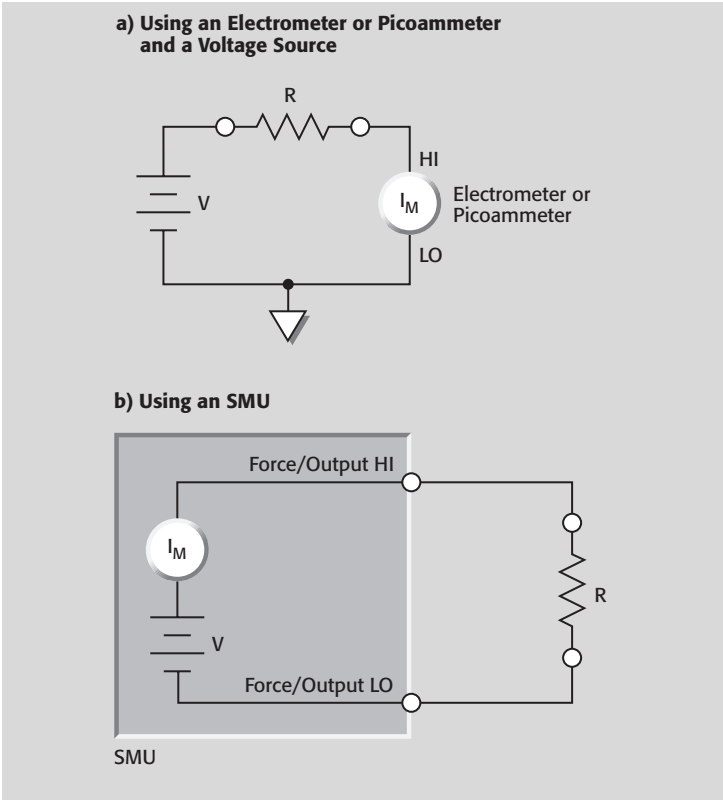 a) Using an Electrometer or Picoammeter
and a Voltage Source
R
HI
V
IM
Electrometer or
Picoammeter
LO
b) Using an SMU
Force/Output HI
IM
R
V
Force/Output LO
SMU